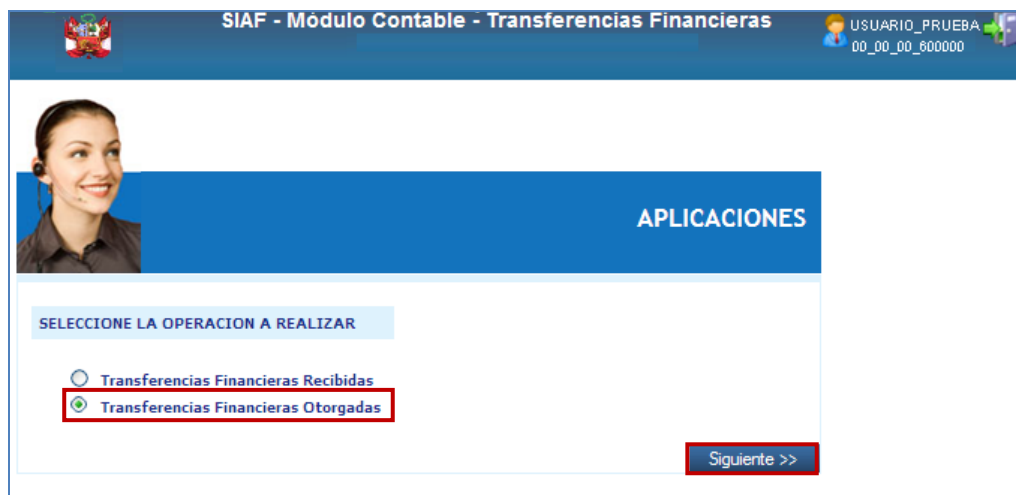 SIAF - Módulo Contable - Transferencias Financieras
USUARIO_PRUEBA
00_00_00_600000
APLICACIONES
SELECCIONE LA OPERACION A REALIZAR
Transferencias Financieras Recibidas
Transferencias Financieras Otorgadas
Siguiente >>